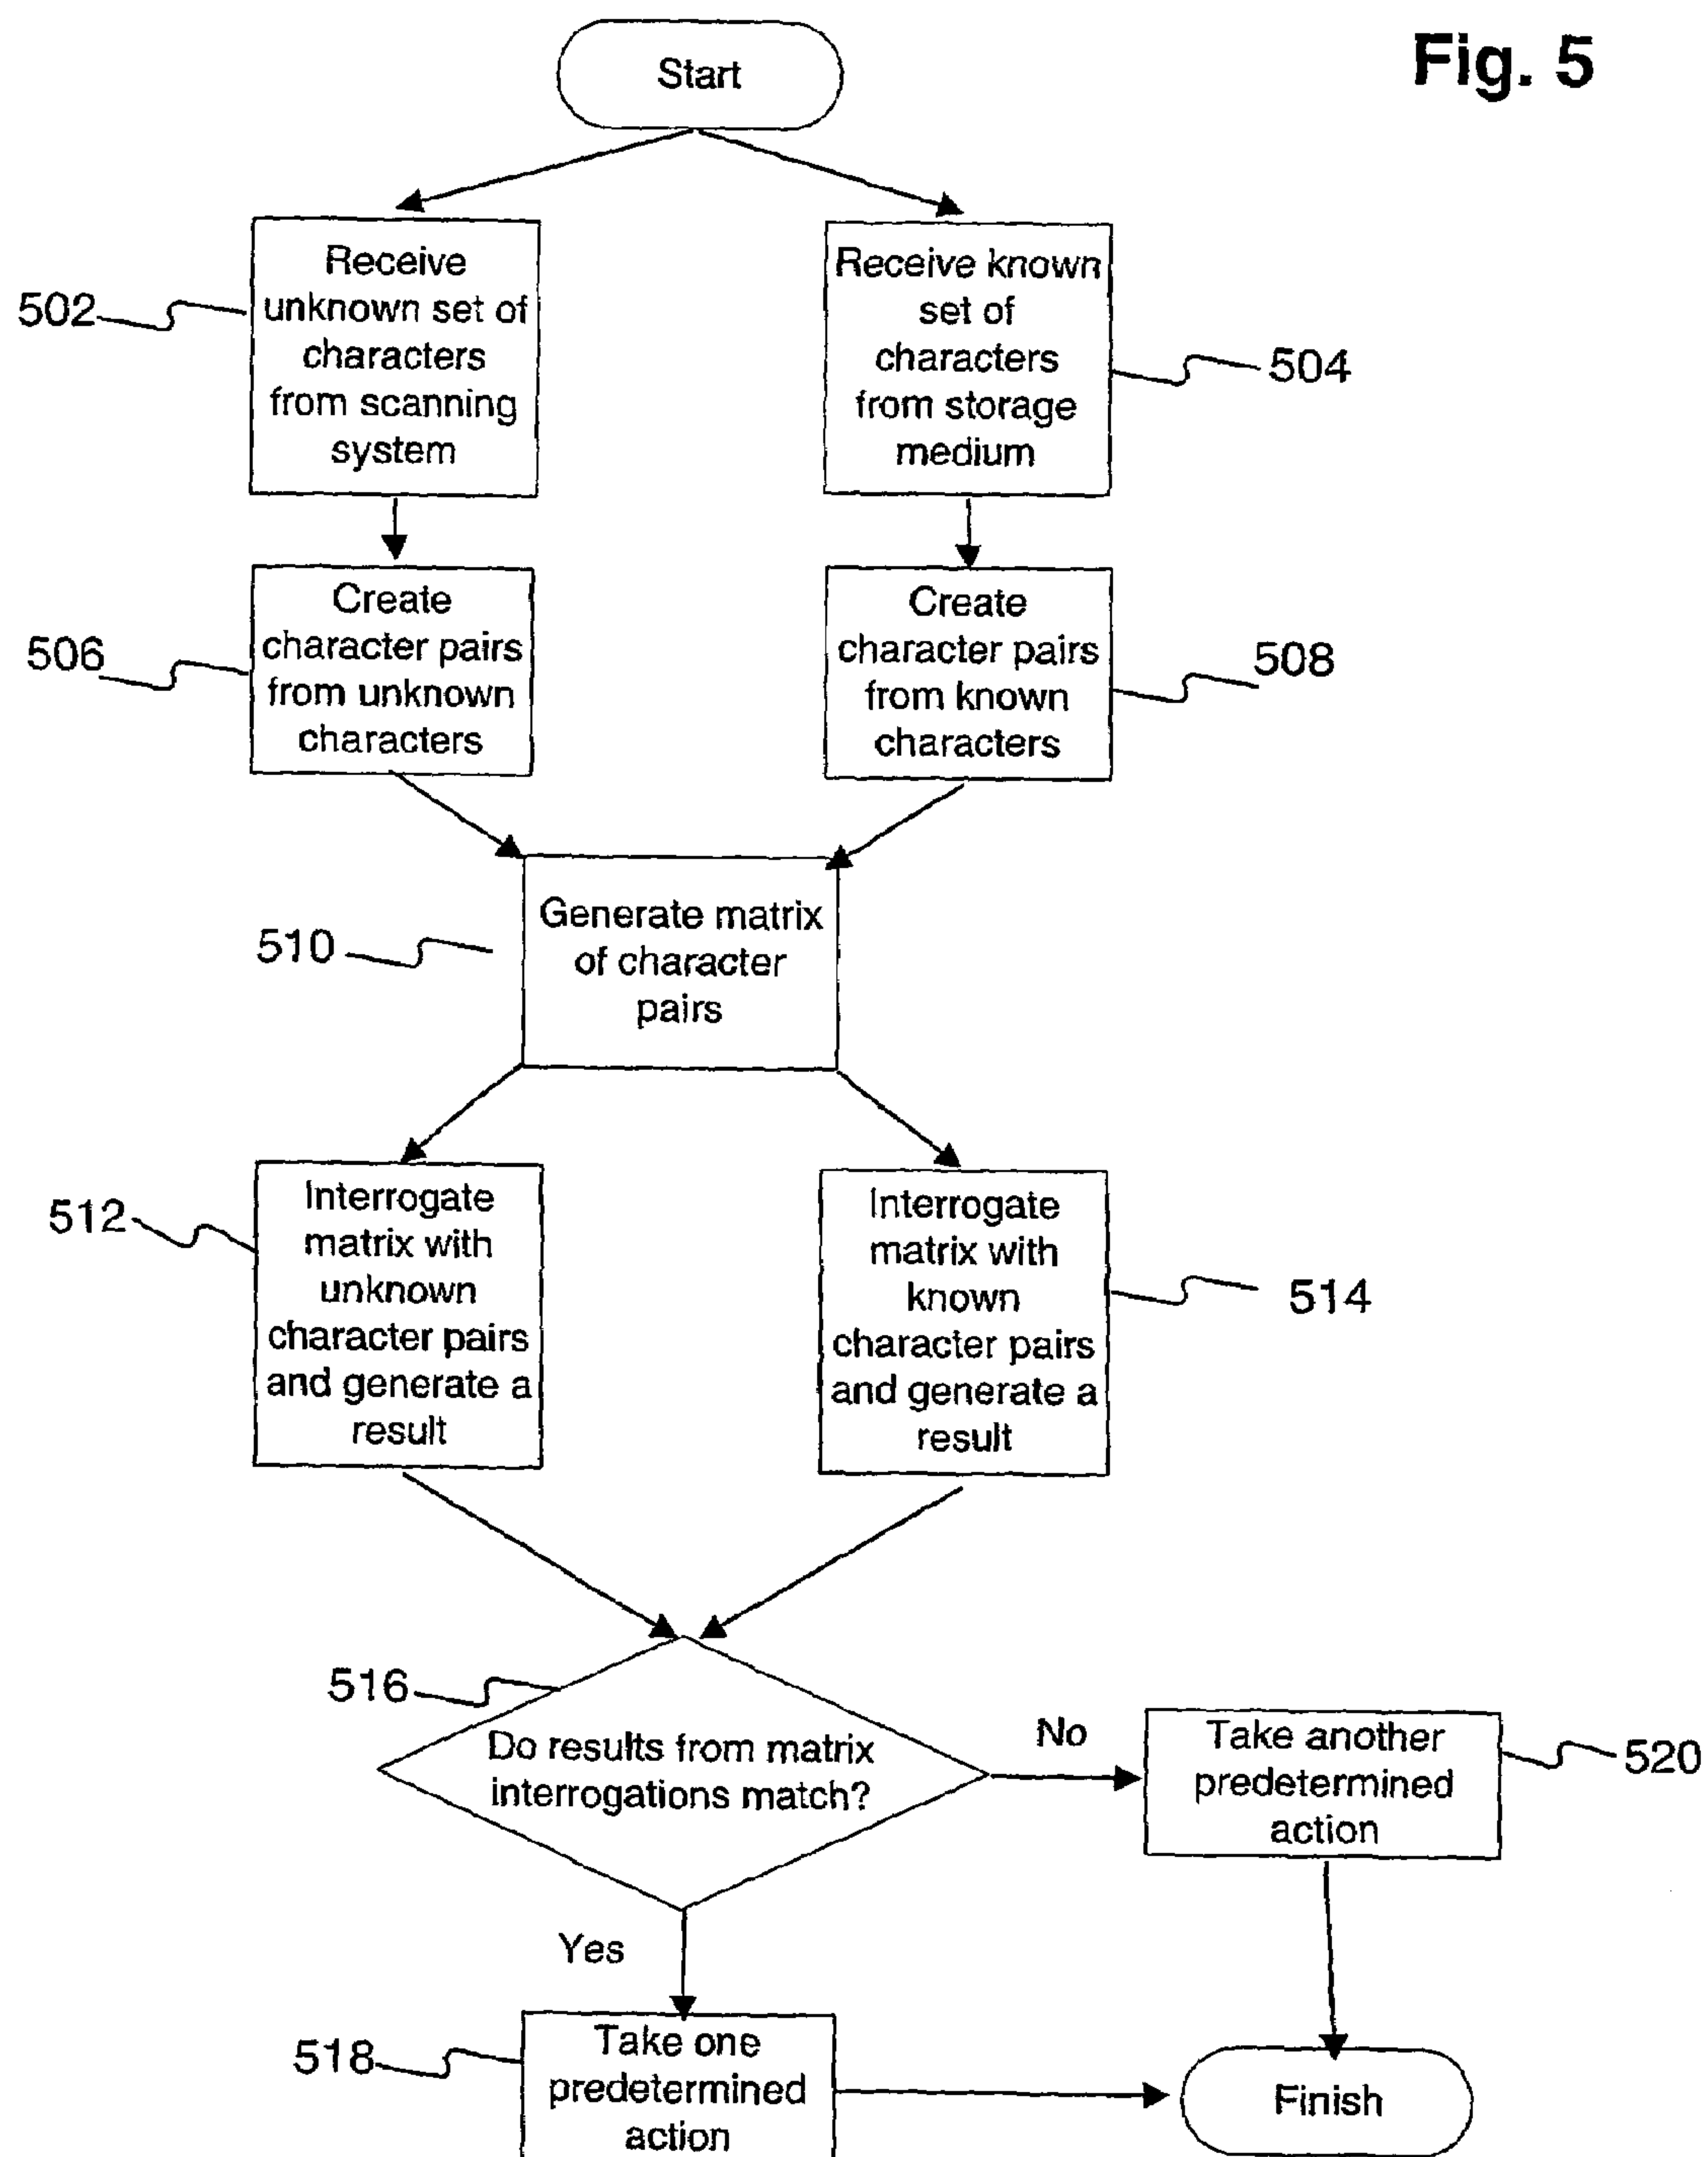 Fig. 5
Start
502
Receive
unknown set of
characters
from scanning
system
Receive known
set of
characters
from storage
medium
504
506
Create
character pairs
from unknown
characters
Create
character pairs
from known
characters
508
510
Generate matrix
of character
pairs
512
Interrogate
matrix with
unknown
character pairs
and generate a
result
Interrogate
matrix with
known
character pairs
and generate a
result
514
516
Do results from matrix
interrogations match?
No
Take another
predetermined
action
520
Yes
518
Take one
predetermined
action
Finish